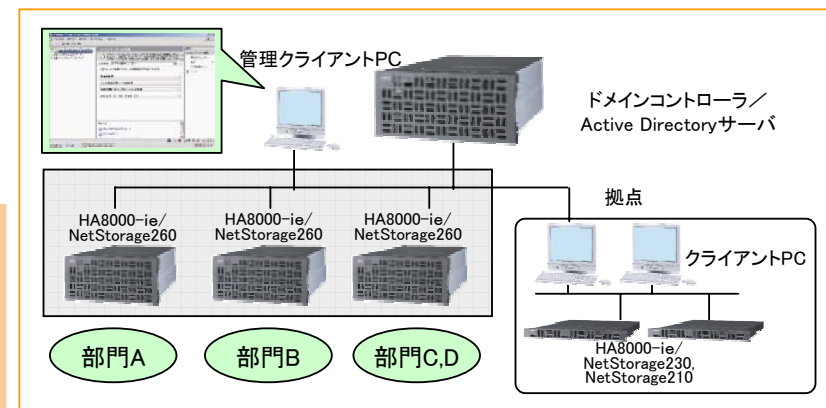 管理クライアントPC
ドメインコントローラ／
Active Directoryサーバ
HA8000-ie/
NetStorage260
HA8000-ie/
NetStorage260
HA8000-ie/
NetStorage260
拠点
クライアントPC
HA8000-ie/
NetStorage230,
NetStorage210
部門A
部門B
部門C,D